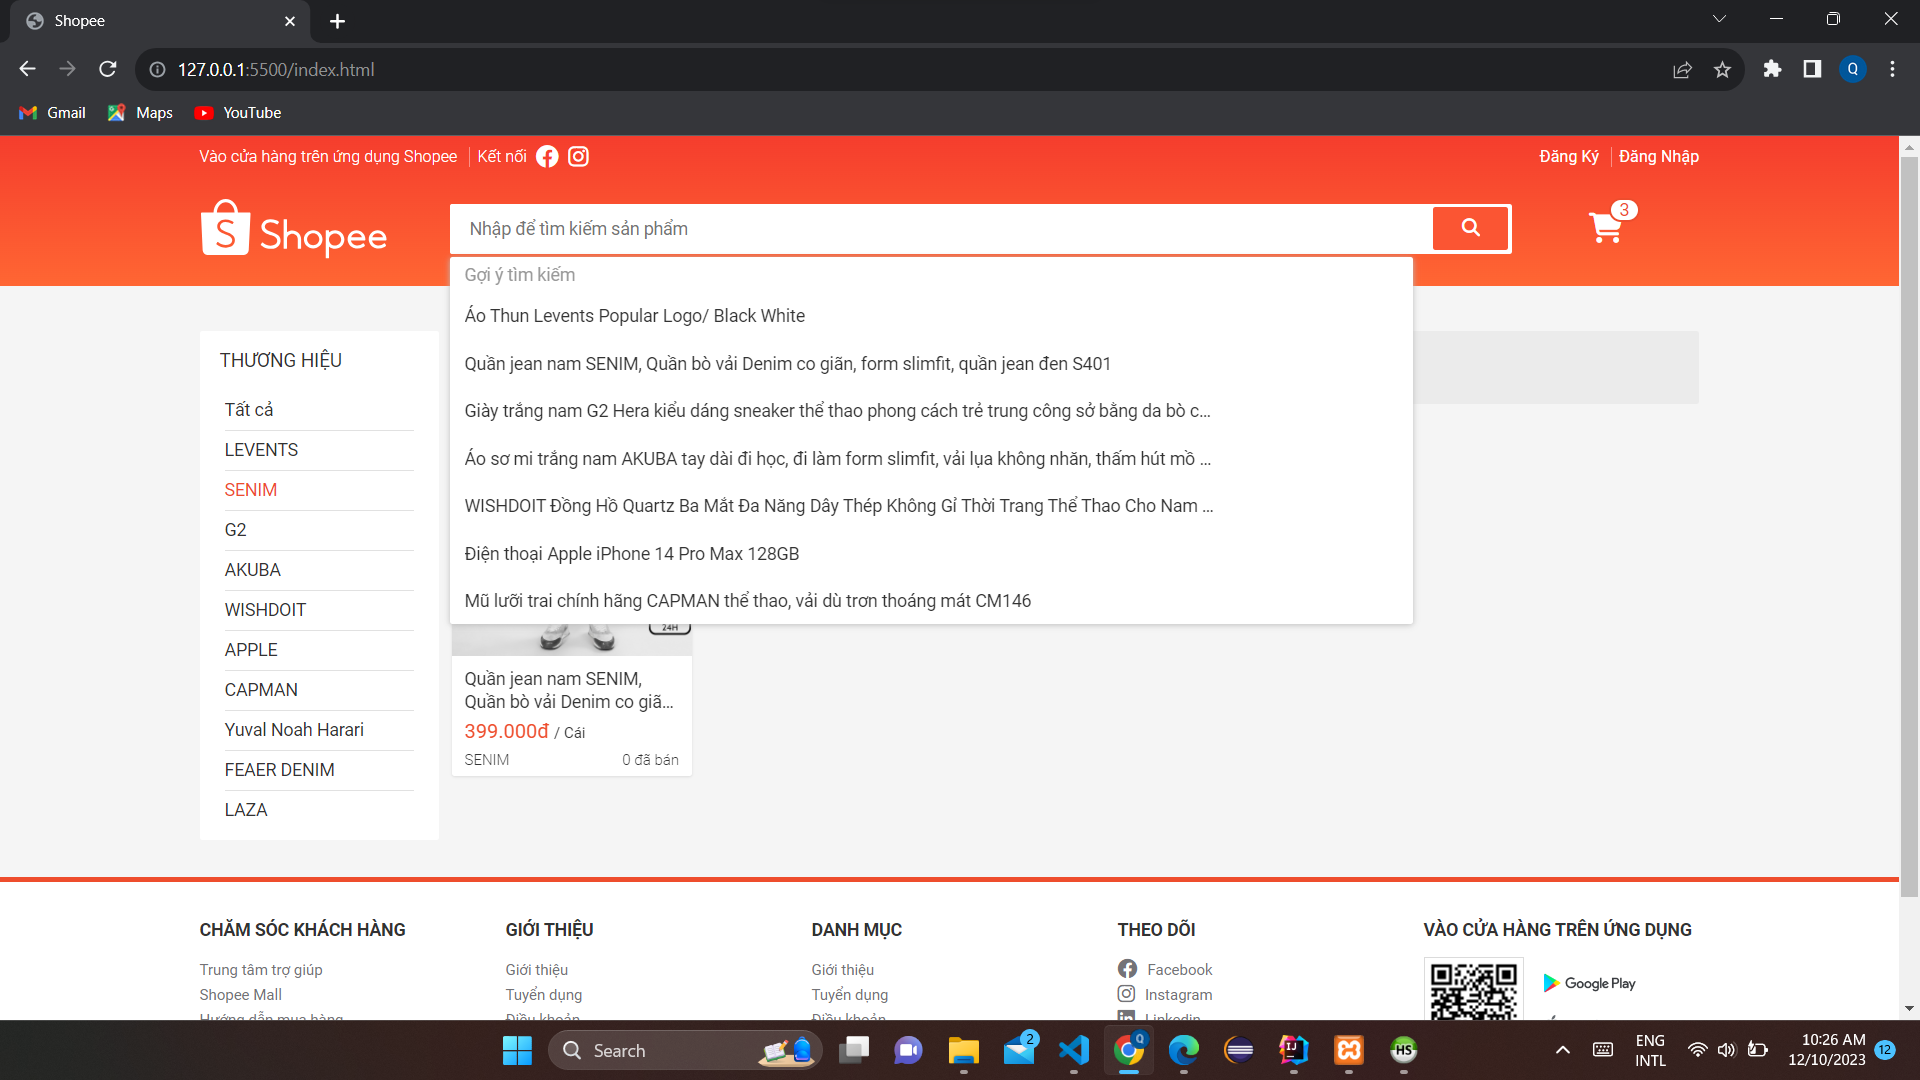 Shopee
127.0.0.1:5500/index.html
Q
Gmail Maps YouTube
Vào cửa hàng trên ứng dụng Shopee Kết nối
Đăng Ký Đăng Nhập
S Shopee
Nhập để tìm kiếm sản phẩm
3
Gợi ý tìm kiếm
Áo Thun Levents Popular Logo/ Black White
Quần jean nam SENIM, Quần bò vải Denim co giãn, form slimfit, quần jean đen S401
Giày trắng nam G2 Hera kiểu dáng sneaker thể thao phong cách trẻ trung công sở bằng da bò c...
Áo sơ mi trắng nam AKUBA tay dài đi học, đi làm form slimfit, vải lụa không nhăn, thấm hút mồ ...
WISHDOIT Đồng Hồ Quartz Ba Mắt Đa Năng Dây Thép Không Gỉ Thời Trang Thể Thao Cho Nam ...
Điện thoại Apple iPhone 14 Pro Max 128GB
Mũ lưỡi trai chính hãng CAPMAN thể thao, vải dù trơn thoáng mát CM146
THƯƠNG HIỆU
Tất cả
LEVENTS
SENIM
G2
AKUBA
WISHDOIT
APPLE
CAPMAN
Yuval Noah Harari
FEAER DENIM
LAZA
24H
Quần jean nam SENIM,
Quần bò vải Denim co giã...
399.000đ / Cái
SENIM 0 đã bán
CHĂM SÓC KHÁCH HÀNG
Trung tâm trợ giúp
Shopee Mall
Hướng dẫn mua hàng
GIỚI THIỆU
Giới thiệu
Tuyển dụng
Điều khoản
DANH MỤC
Giới thiệu
Tuyển dụng
Điều khoản
THEO DÕI
Facebook
Instagram
Linkedin
VÀO CỬA HÀNG TRÊN ỨNG DỤNG
Google Play
Search
2
Q
IJ
HS
ENG
INTL
10:26 AM
12/10/2023
12